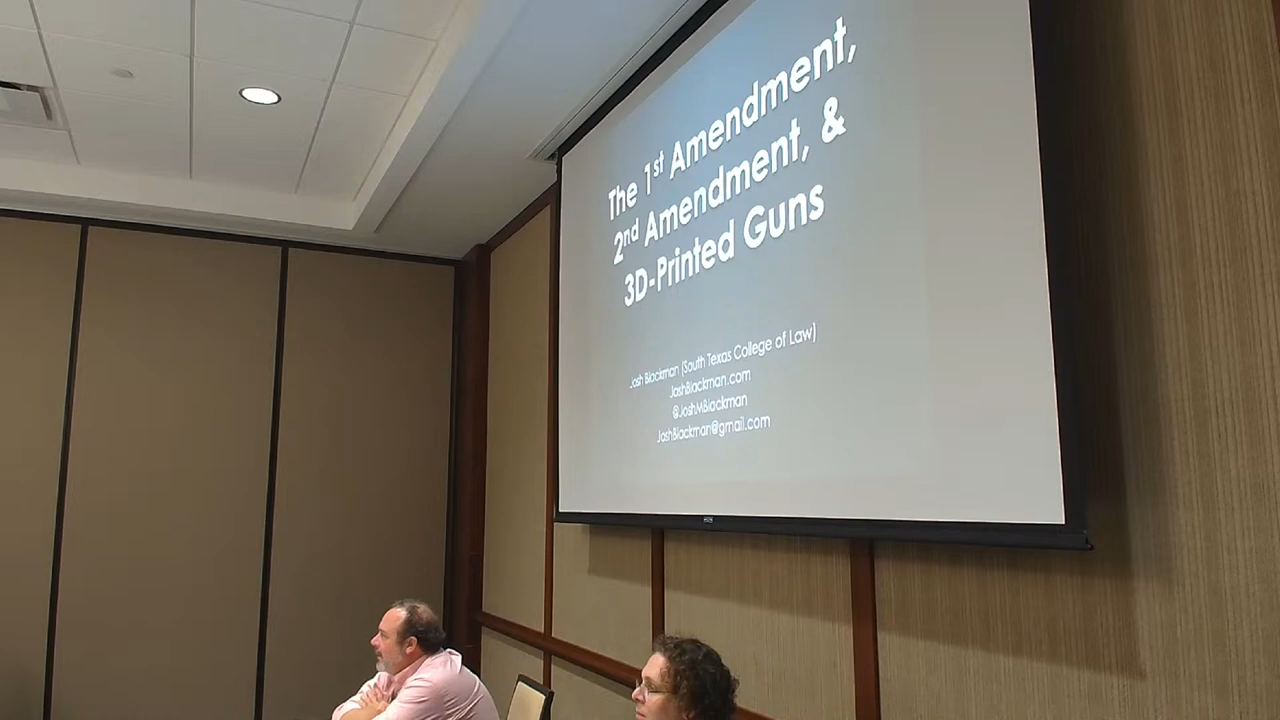 The 1st Amendment,
2nd Amendment, &
3D-Printed Guns
Josh Blackman (South Texas College of Law)
JoshBlackman.com
@JoshMBlackman
JoshBlackman@gmail.com